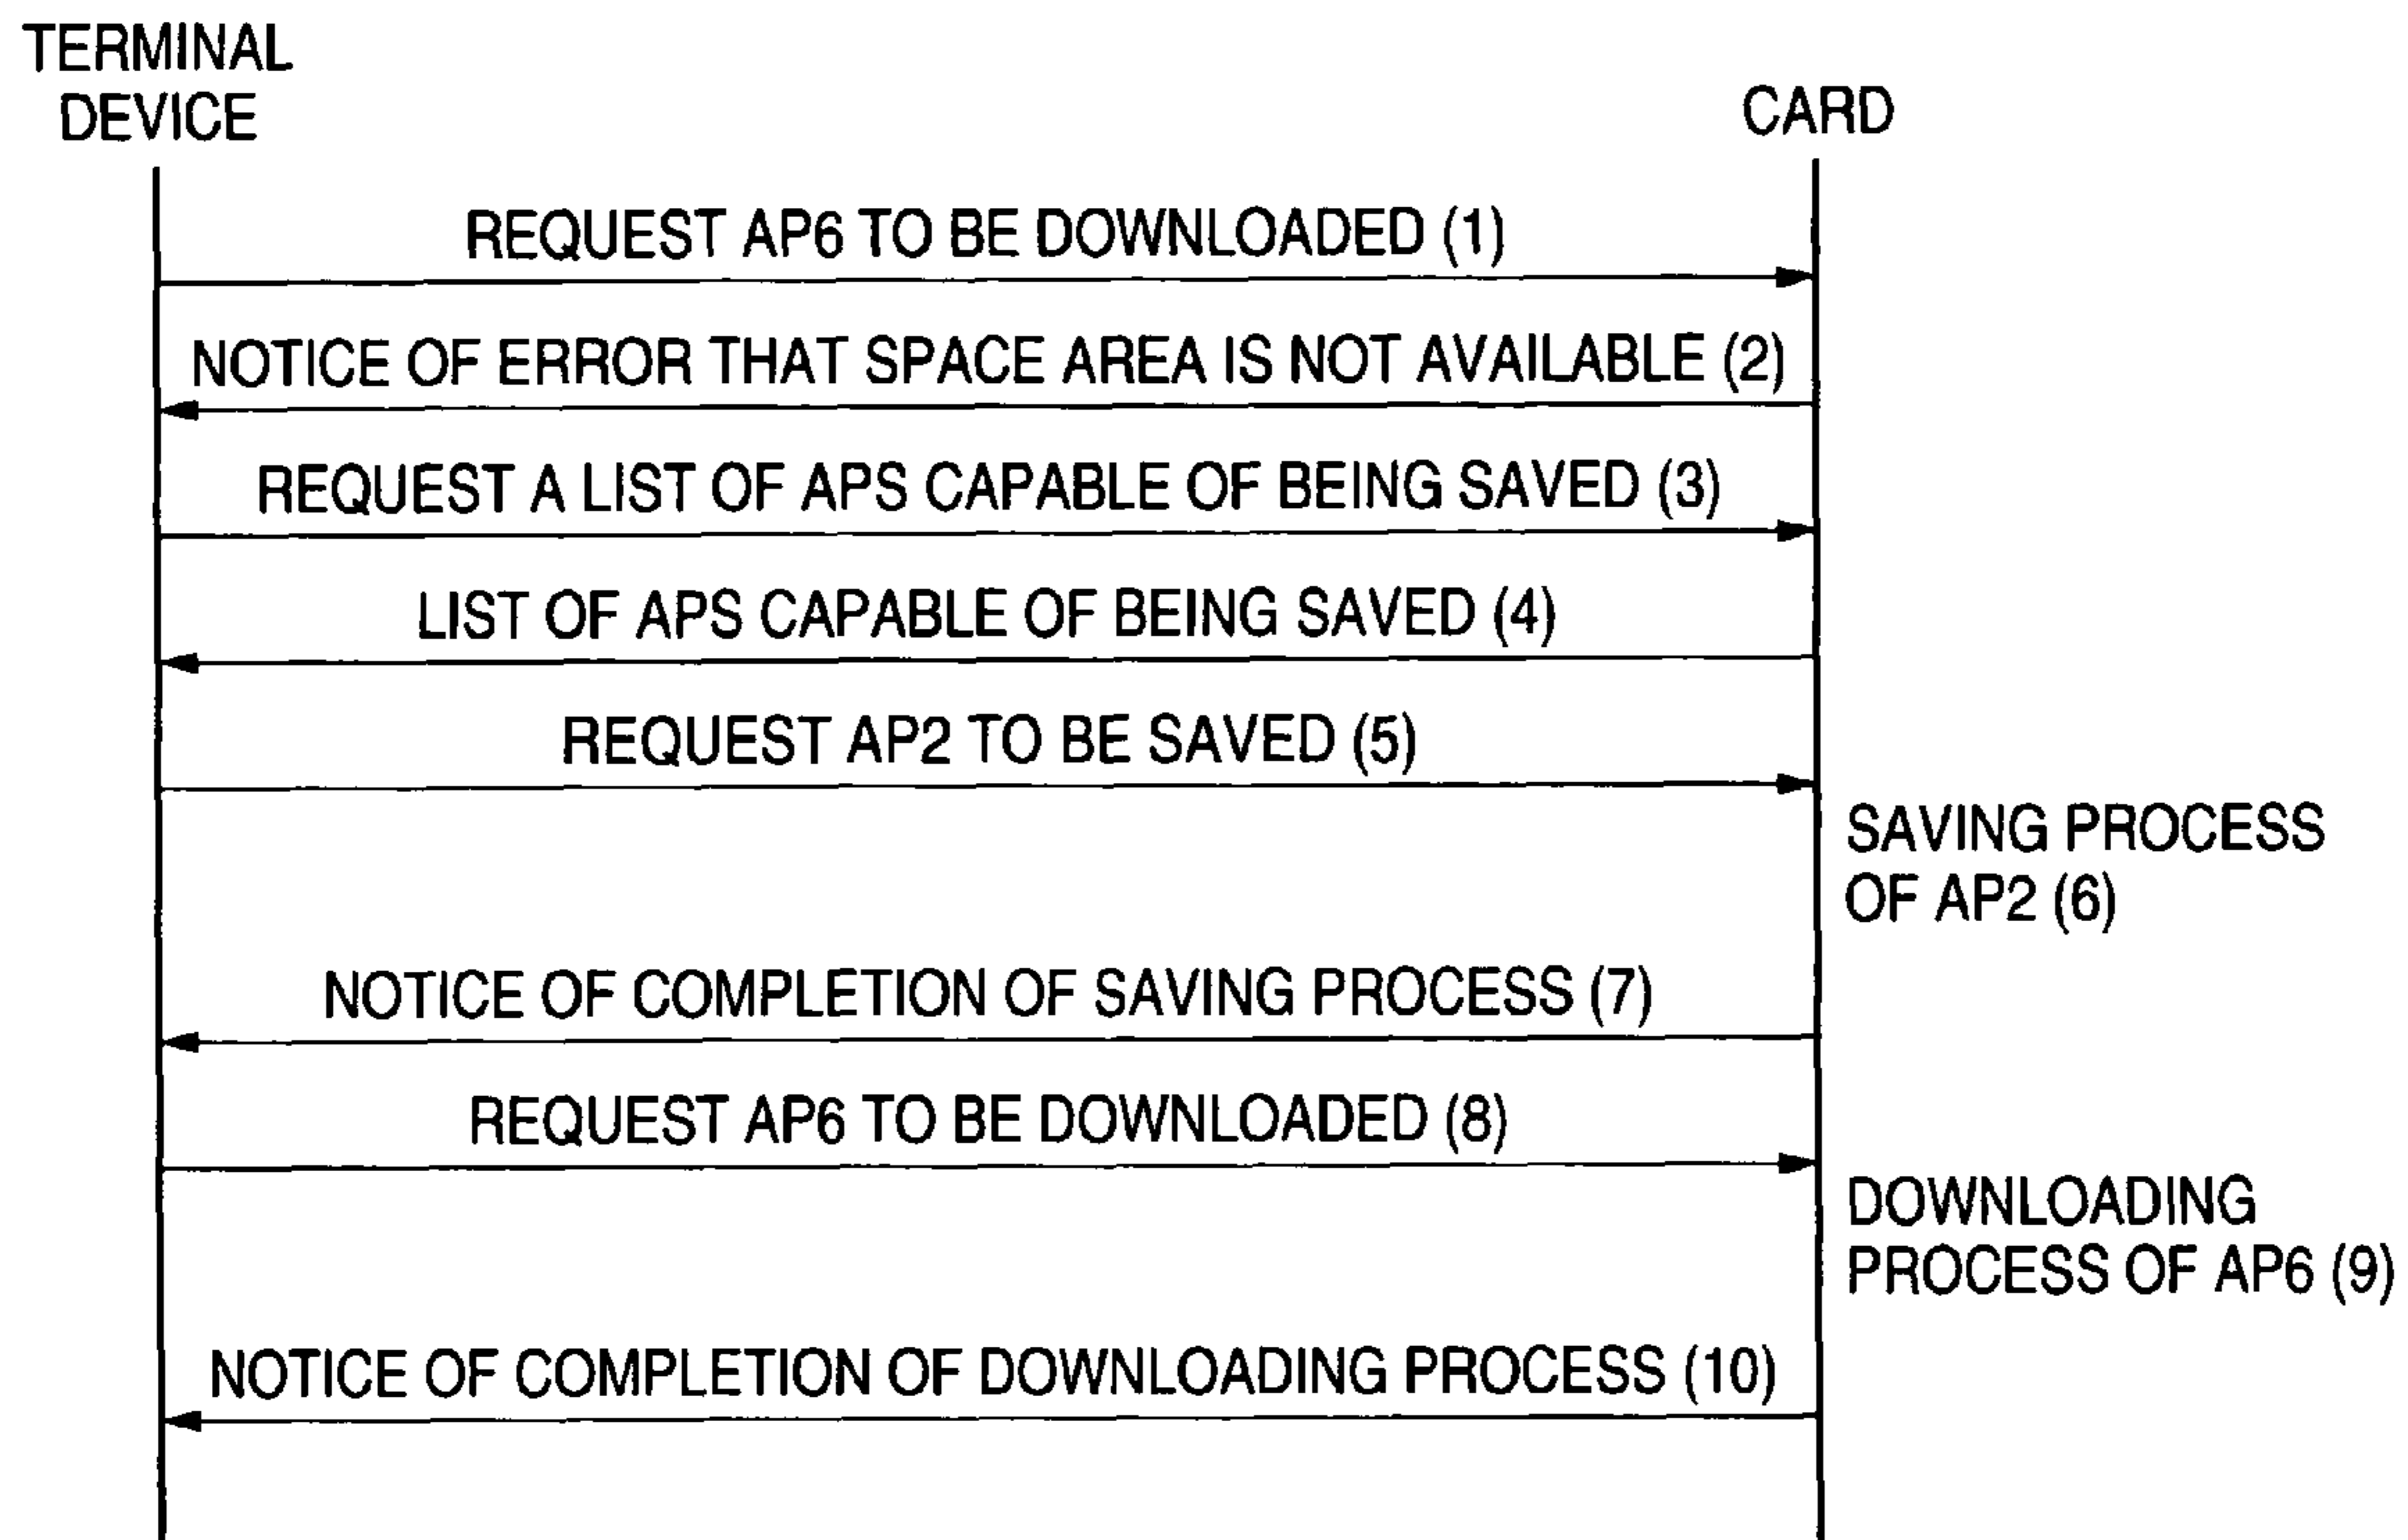 TERMINAL
DEVICE
CARD
REQUEST AP6 TO BE DOWNLOADED (1)
NOTICE OF ERROR THAT SPACE AREA IS NOT AVAILABLE (2)
REQUEST A LIST OF APS CAPABLE OF BEING SAVED (3)
LIST OF APS CAPABLE OF BEING SAVED (4)
REQUEST AP2 TO BE SAVED (5)
SAVING PROCESS
OF AP2 (6)
NOTICE OF COMPLETION OF SAVING PROCESS (7)
REQUEST AP6 TO BE DOWNLOADED (8)
DOWNLOADING
PROCESS OF AP6 (9)
NOTICE OF COMPLETION OF DOWNLOADING PROCESS (10)